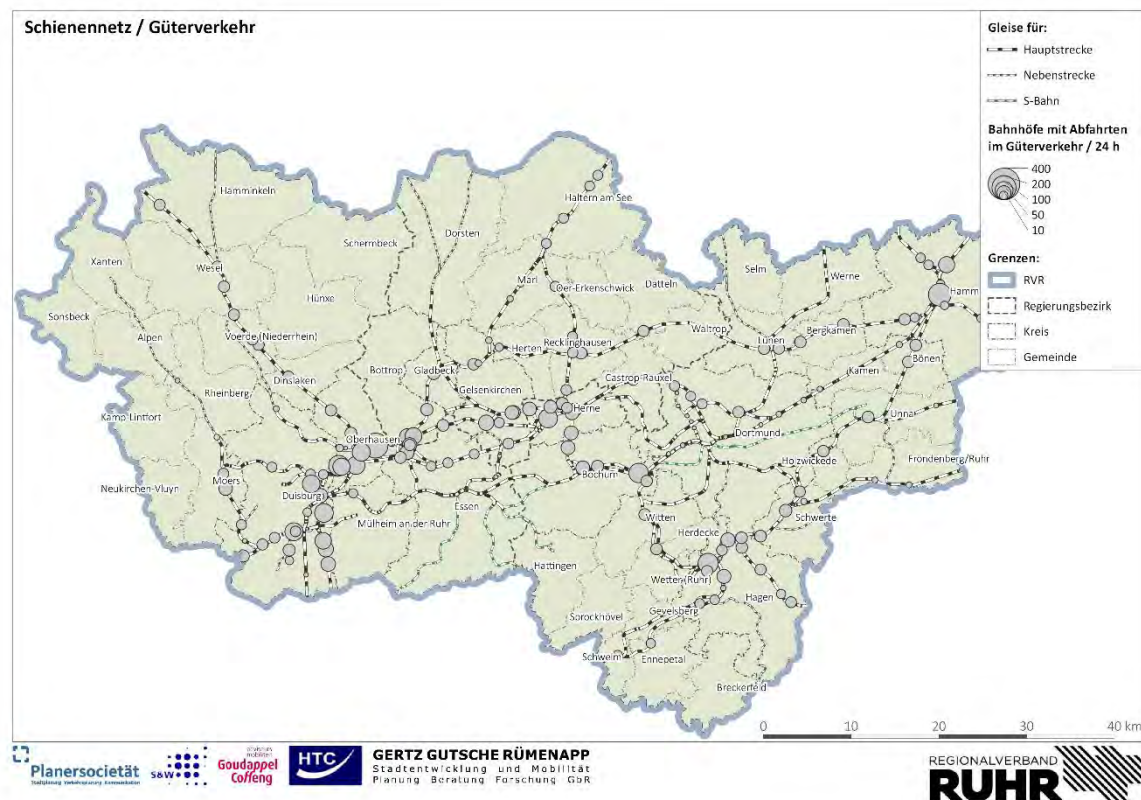 Schienennetz / Güterverkehr
Gleise für:
Hauptstrecke
Nebenstrecke
S-Bahn
Bahnhöfe mit Abfahrten
im Güterverkehr / 24 h
400
200
100
50
10
Grenzen:
RVR
Regierungsbezirk
Kreis
Gemeinde
Hamminkeln
Haltern am See
Schermbeck
Dorsten
Xanten
Wesel
Selm
Werne
Marl
Oer-Erkenschwick
Datteln
Hamm
Sonsbeck
Hünxe
Alpen
Voerde (Niederrhein)
Waltrop
Bergkamen
Lünen
Recklinghausen
Herten
Bönen
Bottrop
Gladbeck
Kamen
Dinslaken
Castrop-Rauxel
Rheinberg
Gelsenkirchen
Herne
Kamp-Lintfort
Unna
Oberhausen
Dortmund
Fröndenberg/Ruhr
Holzwickede
Neukirchen-Vluyn
Moers
Bochum
Duisburg
Essen
Schwerte
Witten
Mülheim an der Ruhr
Herdecke
Hattingen
Wetter (Ruhr)
Hagen
Gevelsberg
Sprockhövel
Schwelm
Ennepetal
Breckerfeld
0 10 20 30 40 km
Planersocietät
Stadtplanung Verkehrsplanung Kommunikation
S&W
adviseurs
mobiliteit
Goudappel
Coffeng
HTC
GERTZ GUTSCHE RÜMENAPP
Stadtentwicklung und Mobilität
Planung Beratung Forschung GbR
REGIONALVERBAND
RUHR